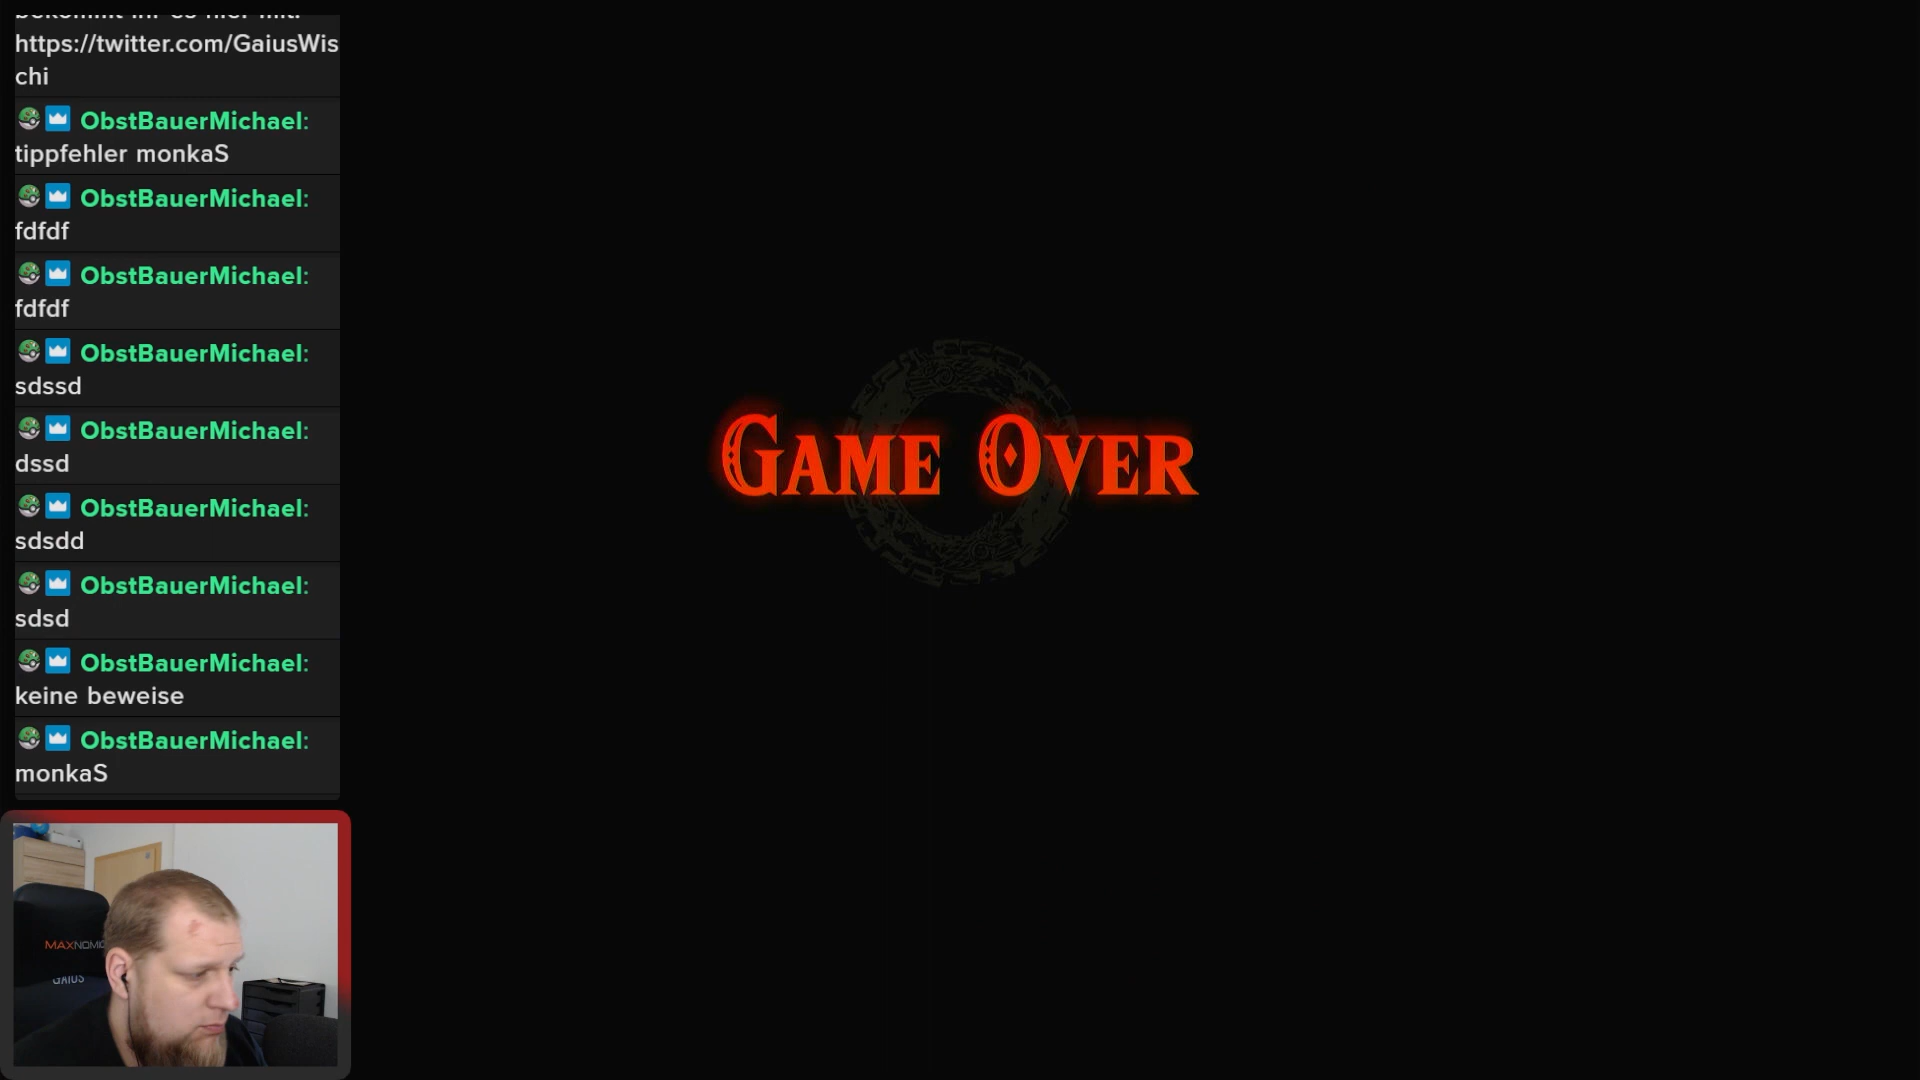 https://twitter.com/GaiusWis
chi
ObstBauerMichael:
tippfehler monkaS
ObstBauerMichael:
fdfdf
ObstBauerMichael:
fdfdf
ObstBauerMichael:
sdssd
ObstBauerMichael:
dssd
ObstBauerMichael:
sdsdd
ObstBauerMichael:
sdsd
ObstBauerMichael:
keine beweise
ObstBauerMichael:
monkaS
GAME OVER
MAXNOMIC
GAIUS